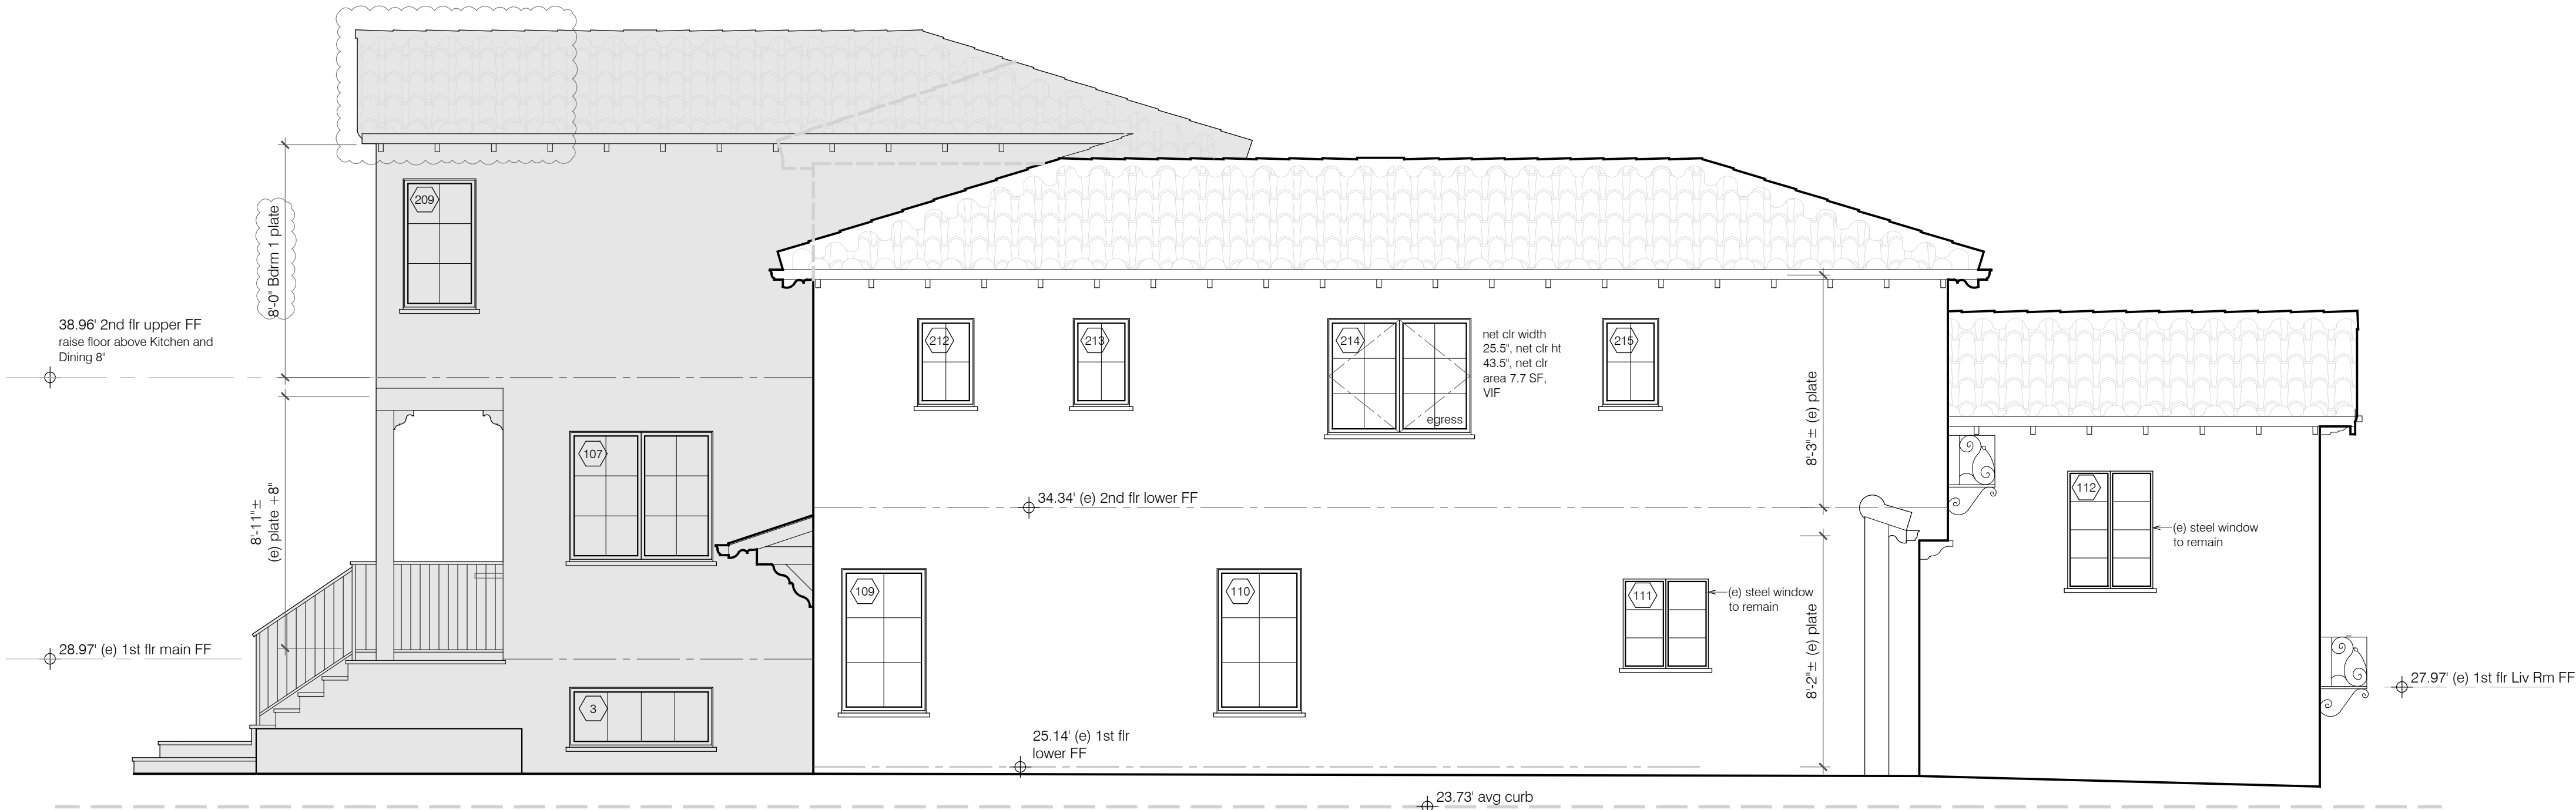 209
8'-0" Bdrm 1 plate
38.96' 2nd flr upper FF
raise floor above Kitchen and
Dining 8"
212
213
214
net clr width
25.5", net clr ht
43.5", net clr
area 7.7 SF,
VIF
egress
215
8'-3"± (e) plate
107
8'-11"±
(e) plate +8"
34.34' (e) 2nd flr lower FF
112
(e) steel window
to remain
109
110
111
(e) steel window
to remain
8'-2"± (e) plate
28.97' (e) 1st flr main FF
27.97' (e) 1st flr Liv Rm FF
3
25.14' (e) 1st flr
lower FF
23.73' avg curb